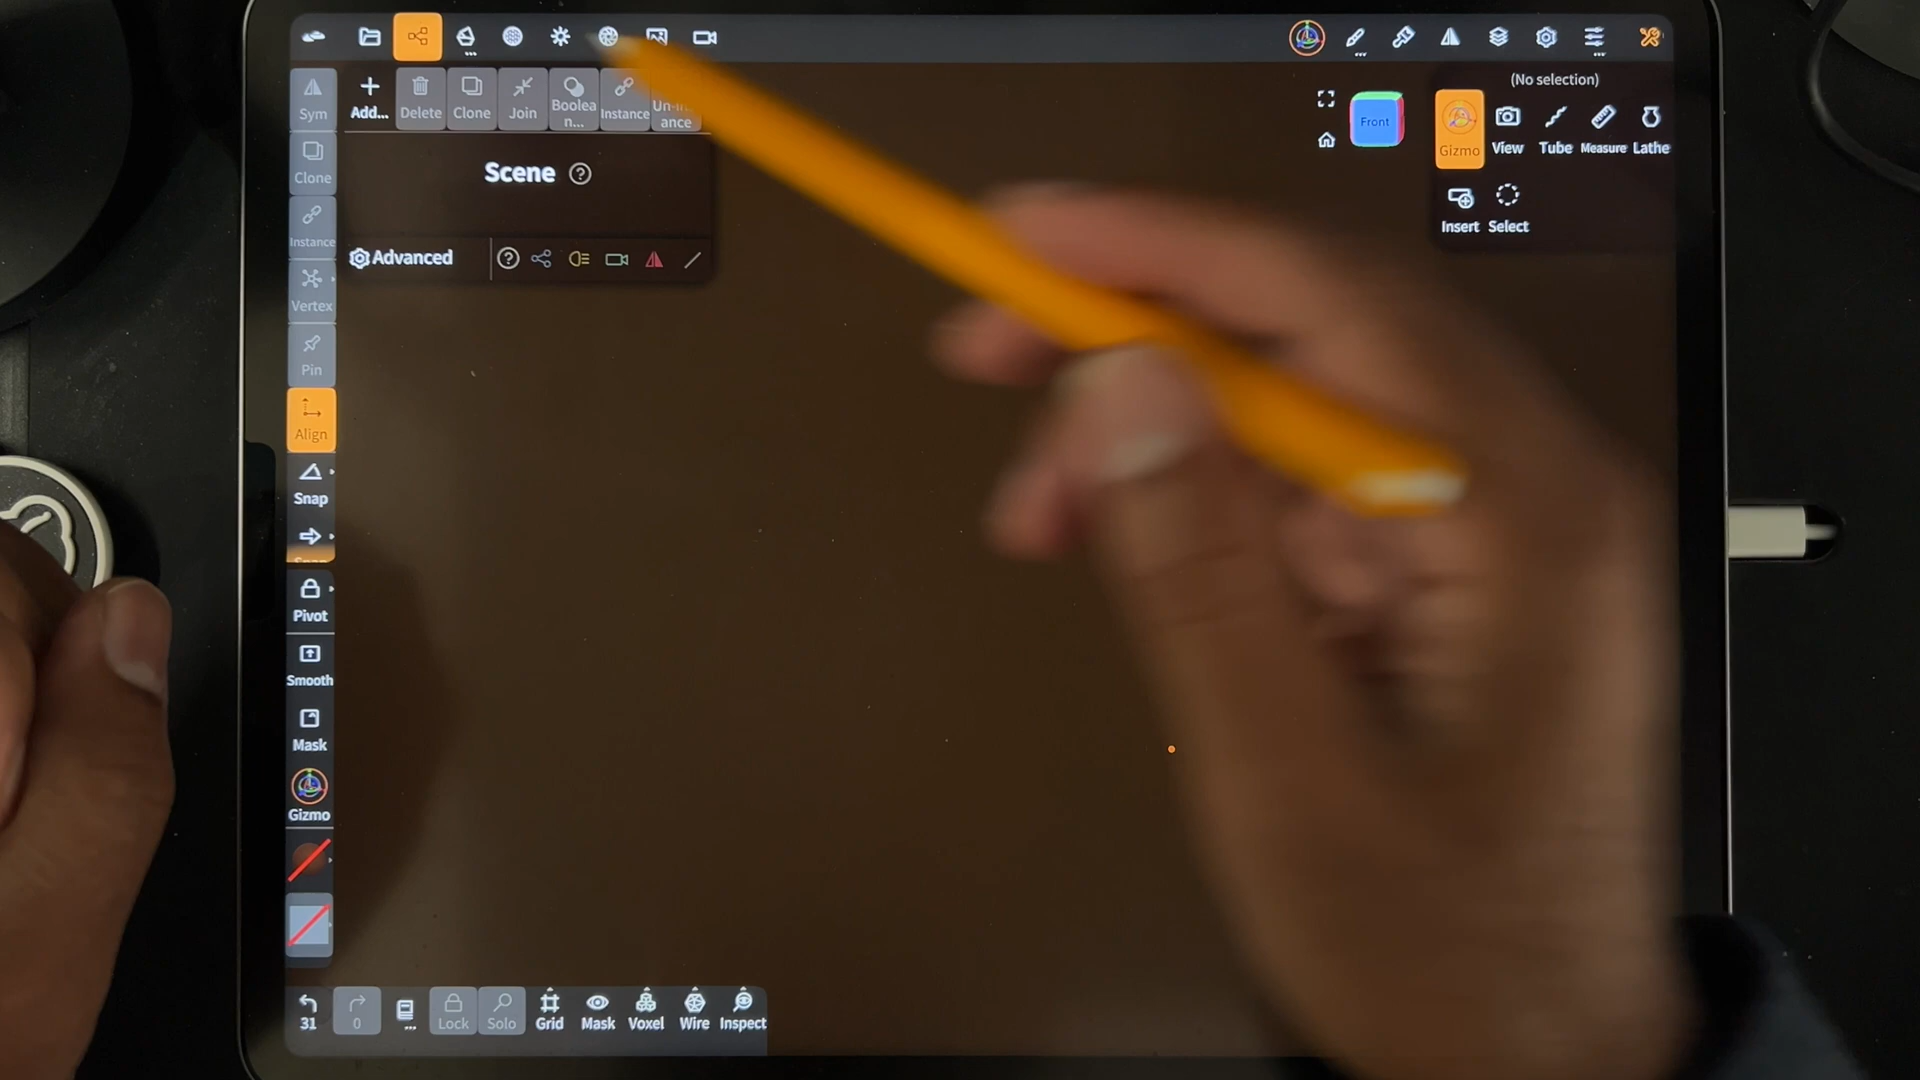 Sym
Clone
Instance
Vertex
Pin
Align
Snap
Pivot
Smooth
Mask
Gizmo
Add...
Delete
Clone
Join
Boolea
n...
Instance
ance
Scene ?
Advanced ?
Front
(No selection)
Gizmo
View
Tube
Measure
Lathe
Insert
Select
31
0
...
Lock
Solo
Grid
Mask
Voxel
Wire
Inspect